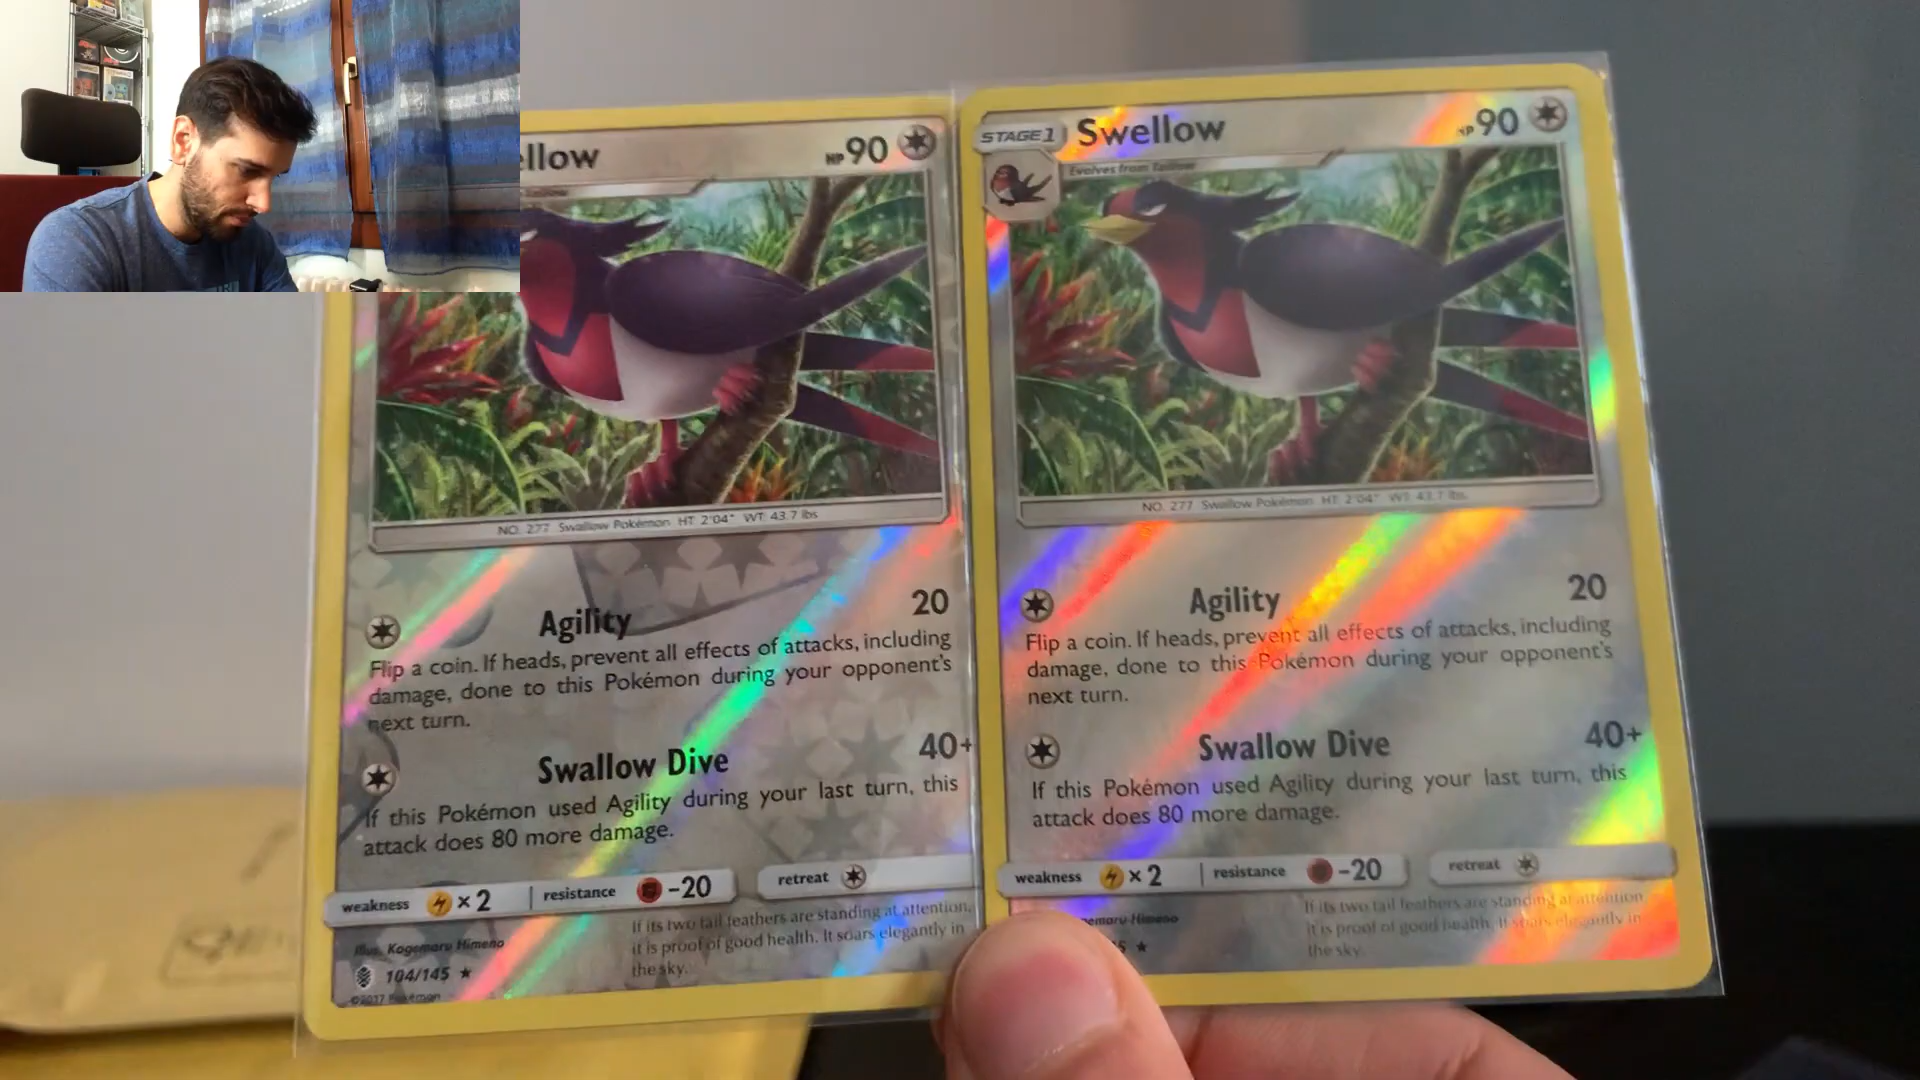 llow
HP 90
NO. 277 Swallow Pokémon HT: 2'04" WT: 43.7 lbs
Agility 20
Flip a coin. If heads, prevent all effects of attacks, including
damage, done to this Pokémon during your opponent's
next turn.
Swallow Dive 40+
If this Pokémon used Agility during your last turn, this
attack does 80 more damage.
weakness ×2 resistance -20 retreat
Illus. Kagemaru Himeno
If its two tail feathers are standing at attention,
it is proof of good health. It soars elegantly in
the sky.
104/145 ★
©2017 Pokémon
STAGE 1 Swellow HP 90
Evolves from Taillow
NO. 277 Swallow Pokémon HT: 2'04" WT: 43.7 lbs
Agility 20
Flip a coin. If heads, prevent all effects of attacks, including
damage, done to this Pokémon during your opponent's
next turn.
Swallow Dive 40+
If this Pokémon used Agility during your last turn, this
attack does 80 more damage.
weakness ×2 resistance -20 retreat
gemaru Himeno
If its two tail feathers are standing at attention,
it is proof of good health. It soars elegantly in
the sky.
5 ★